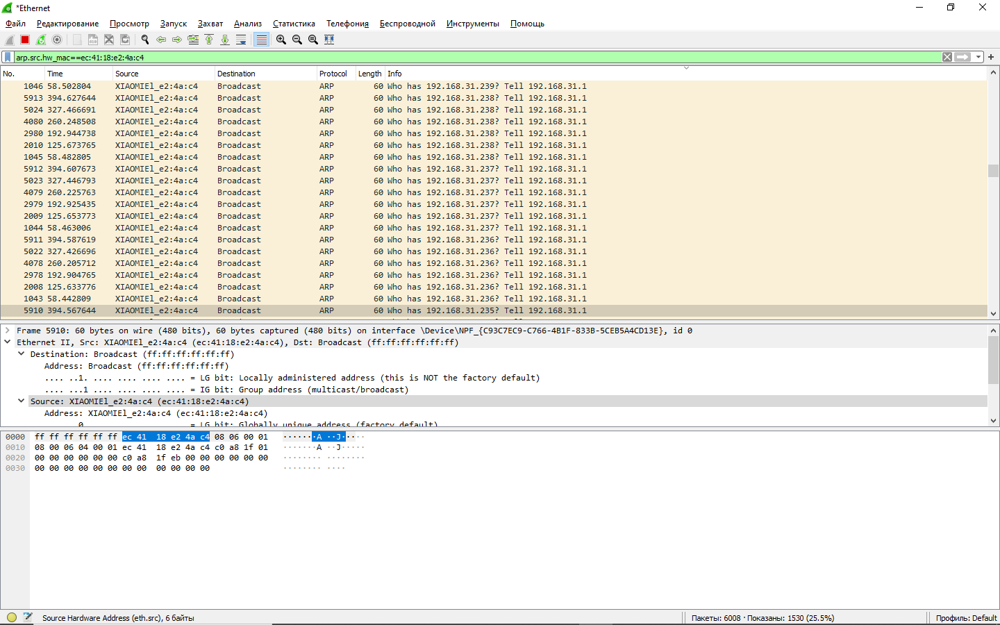 *Ethernet
Файл Редактирование Просмотр Запуск Захват Анализ Статистика Телефония Беспроводной Инструменты Помощь
arp.src.hw_mac==ec:41:18:e2:4a:c4
No. Time Source Destination Protocol Length Info
1046 58.502804 XIAOMIEl_e2:4a:c4 Broadcast ARP 60 Who has 192.168.31.239? Tell 192.168.31.1
5913 394.627644 XIAOMIEl_e2:4a:c4 Broadcast ARP 60 Who has 192.168.31.238? Tell 192.168.31.1
5024 327.466691 XIAOMIEl_e2:4a:c4 Broadcast ARP 60 Who has 192.168.31.238? Tell 192.168.31.1
4080 260.248508 XIAOMIEl_e2:4a:c4 Broadcast ARP 60 Who has 192.168.31.238? Tell 192.168.31.1
2980 192.944738 XIAOMIEl_e2:4a:c4 Broadcast ARP 60 Who has 192.168.31.238? Tell 192.168.31.1
2010 125.673765 XIAOMIEl_e2:4a:c4 Broadcast ARP 60 Who has 192.168.31.238? Tell 192.168.31.1
1045 58.482805 XIAOMIEl_e2:4a:c4 Broadcast ARP 60 Who has 192.168.31.238? Tell 192.168.31.1
5912 394.607673 XIAOMIEl_e2:4a:c4 Broadcast ARP 60 Who has 192.168.31.237? Tell 192.168.31.1
5023 327.446793 XIAOMIEl_e2:4a:c4 Broadcast ARP 60 Who has 192.168.31.237? Tell 192.168.31.1
4079 260.225763 XIAOMIEl_e2:4a:c4 Broadcast ARP 60 Who has 192.168.31.237? Tell 192.168.31.1
2979 192.925435 XIAOMIEl_e2:4a:c4 Broadcast ARP 60 Who has 192.168.31.237? Tell 192.168.31.1
2009 125.653773 XIAOMIEl_e2:4a:c4 Broadcast ARP 60 Who has 192.168.31.237? Tell 192.168.31.1
1044 58.463006 XIAOMIEl_e2:4a:c4 Broadcast ARP 60 Who has 192.168.31.237? Tell 192.168.31.1
5911 394.587619 XIAOMIEl_e2:4a:c4 Broadcast ARP 60 Who has 192.168.31.236? Tell 192.168.31.1
5022 327.426696 XIAOMIEl_e2:4a:c4 Broadcast ARP 60 Who has 192.168.31.236? Tell 192.168.31.1
4078 260.205712 XIAOMIEl_e2:4a:c4 Broadcast ARP 60 Who has 192.168.31.236? Tell 192.168.31.1
2978 192.904765 XIAOMIEl_e2:4a:c4 Broadcast ARP 60 Who has 192.168.31.236? Tell 192.168.31.1
2008 125.633776 XIAOMIEl_e2:4a:c4 Broadcast ARP 60 Who has 192.168.31.236? Tell 192.168.31.1
1043 58.442809 XIAOMIEl_e2:4a:c4 Broadcast ARP 60 Who has 192.168.31.236? Tell 192.168.31.1
5910 394.567644 XIAOMIEl_e2:4a:c4 Broadcast ARP 60 Who has 192.168.31.235? Tell 192.168.31.1
Frame 5910: 60 bytes on wire (480 bits), 60 bytes captured (480 bits) on interface \Device\NPF_{C93C7EC9-C766-4B1F-833B-5CEB5A4CD13E}, id 0
Ethernet II, Src: XIAOMIEl_e2:4a:c4 (ec:41:18:e2:4a:c4), Dst: Broadcast (ff:ff:ff:ff:ff:ff)
Destination: Broadcast (ff:ff:ff:ff:ff:ff)
Address: Broadcast (ff:ff:ff:ff:ff:ff)
.... ..1. .... .... .... .... = LG bit: Locally administered address (this is NOT the factory default)
.... ...1 .... .... .... .... = IG bit: Group address (multicast/broadcast)
Source: XIAOMIEl_e2:4a:c4 (ec:41:18:e2:4a:c4)
Address: XIAOMIEl_e2:4a:c4 (ec:41:18:e2:4a:c4)
.... ..0. .... .... .... .... = LG bit: Globally unique address (factory default)
0000 ff ff ff ff ff ff ec 41 18 e2 4a c4 08 06 00 01 ·······A ··J·····
0010 08 00 06 04 00 01 ec 41 18 e2 4a c4 c0 a8 1f 01 ·······A ··J·····
0020 00 00 00 00 00 00 c0 a8 1f eb 00 00 00 00 00 00 ········ ········
0030 00 00 00 00 00 00 00 00 00 00 00 00 ········ ····
Source Hardware Address (eth.src), 6 байты Пакеты: 6008 · Показаны: 1530 (25.5%) Профиль: Default